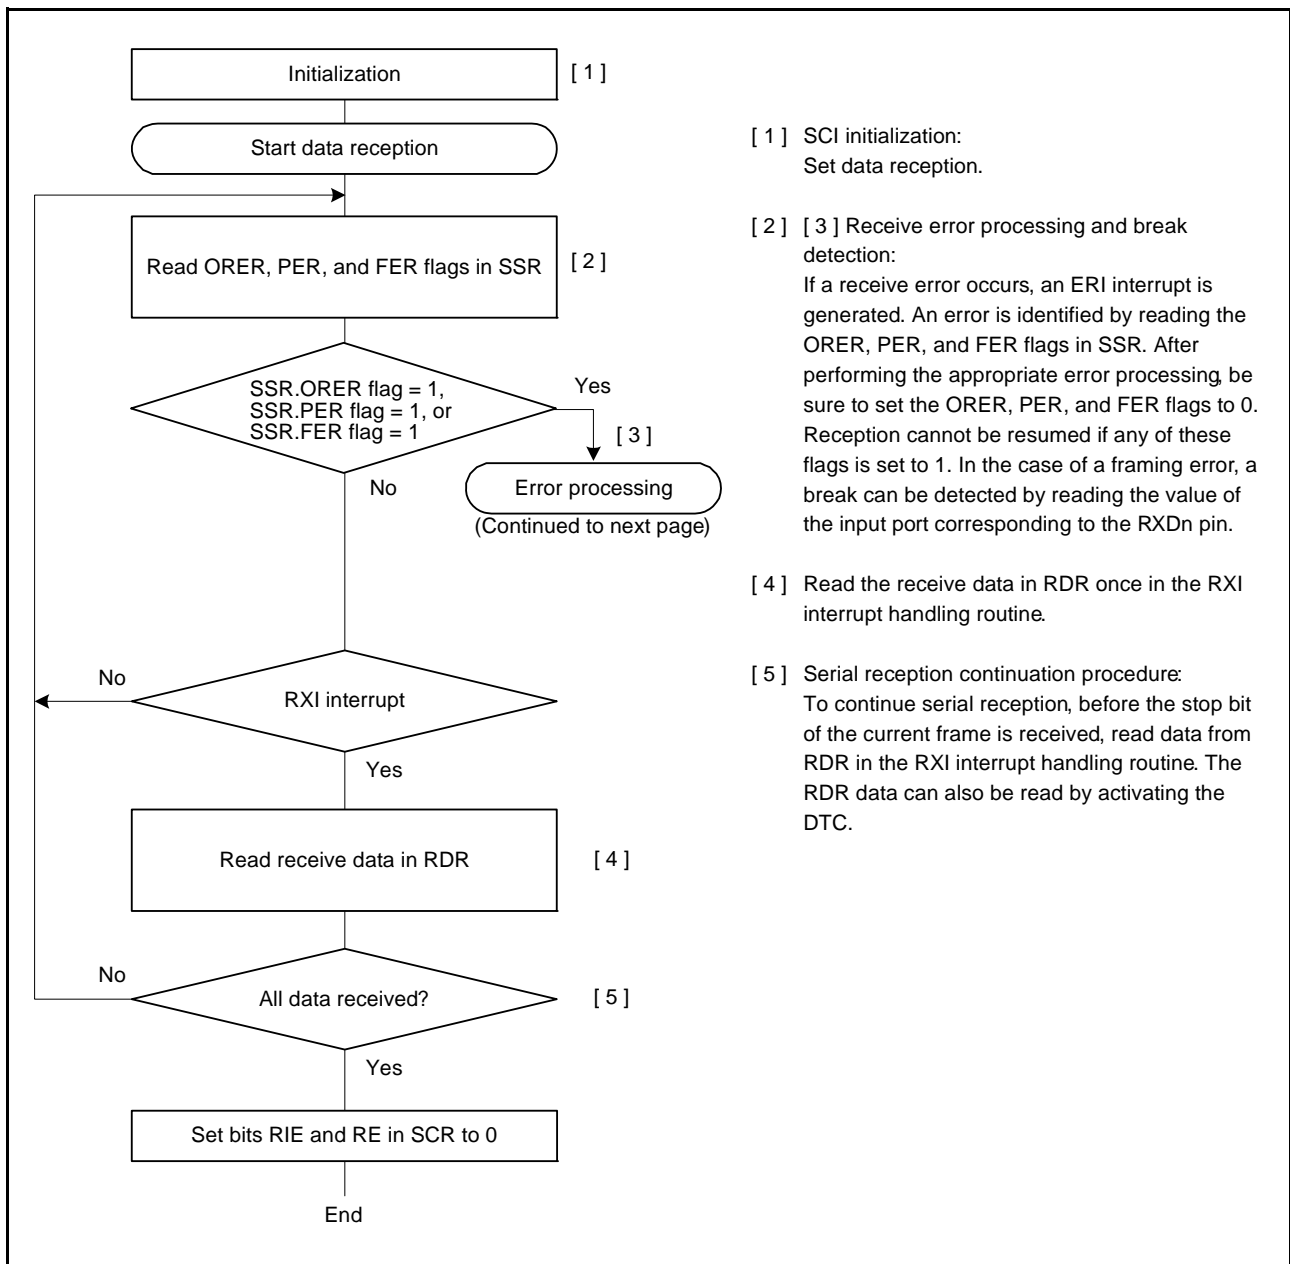 Initialization
[ 1 ]
Start data reception
Read ORER, PER, and FER flags in SSR
[ 2 ]
SSR.ORER flag = 1,
SSR.PER flag = 1, or
SSR.FER flag = 1
Yes
[ 3 ]
No
Error processing
(Continued to next page)
No
RXI interrupt
Yes
Read receive data in RDR
[ 4 ]
No
All data received?
[ 5 ]
Yes
Set bits RIE and RE in SCR to 0
End
[ 1 ] SCI initialization:
Set data reception.
[ 2 ] [ 3 ] Receive error processing and break
detection:
If a receive error occurs, an ERI interrupt is
generated. An error is identified by reading the
ORER, PER, and FER flags in SSR. After
performing the appropriate error processing, be
sure to set the ORER, PER, and FER flags to 0.
Reception cannot be resumed if any of these
flags is set to 1. In the case of a framing error, a
break can be detected by reading the value of
the input port corresponding to the RXDn pin.
[ 4 ] Read the receive data in RDR once in the RXI
interrupt handling routine.
[ 5 ] Serial reception continuation procedure:
To continue serial reception, before the stop bit
of the current frame is received, read data from
RDR in the RXI interrupt handling routine. The
RDR data can also be read by activating the
DTC.